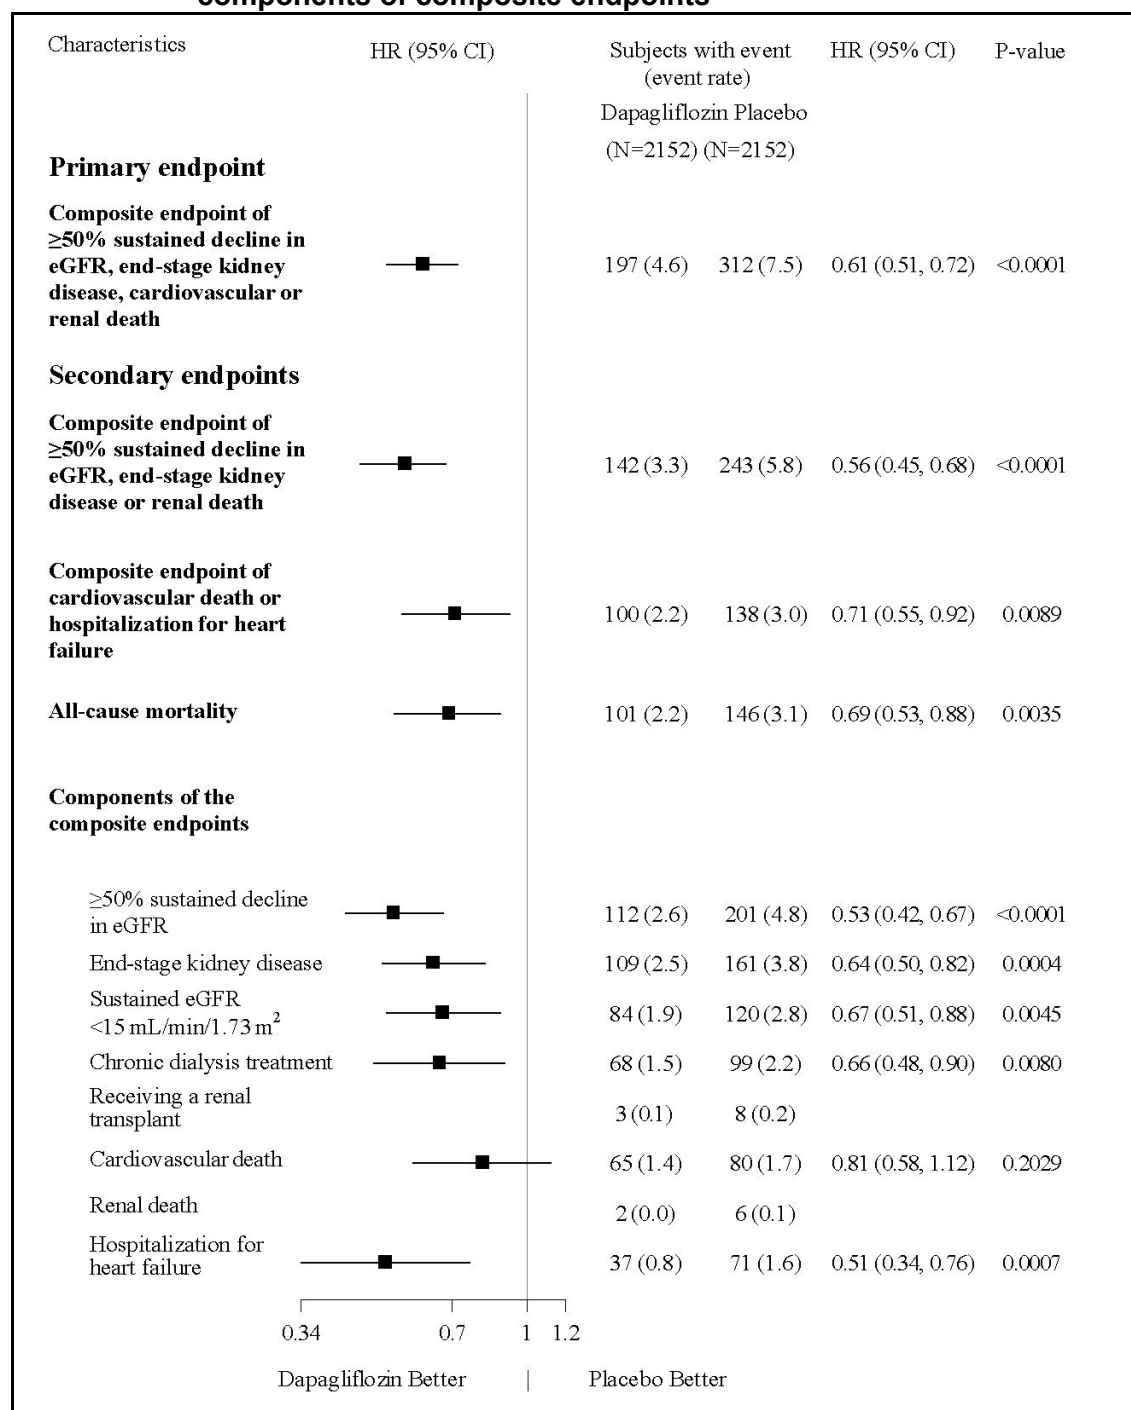 components of composite endpoints
Characteristics HR (95% CI) Subjects with event HR (95% CI) P-value
(event rate)
Dapagliflozin Placebo
(N=2152) (N=2152)
Primary endpoint
Composite endpoint of
≥50% sustained decline in
eGFR, end-stage kidney
disease, cardiovascular or
renal death
197 (4.6) 312 (7.5) 0.61 (0.51, 0.72) <0.0001
Secondary endpoints
Composite endpoint of
≥50% sustained decline in
eGFR, end-stage kidney
disease or renal death
142 (3.3) 243 (5.8) 0.56 (0.45, 0.68) <0.0001
Composite endpoint of
cardiovascular death or
hospitalization for heart
failure
100 (2.2) 138 (3.0) 0.71 (0.55, 0.92) 0.0089
All-cause mortality 101 (2.2) 146 (3.1) 0.69 (0.53, 0.88) 0.0035
Components of the
composite endpoints
≥50% sustained decline
in eGFR
112 (2.6) 201 (4.8) 0.53 (0.42, 0.67) <0.0001
End-stage kidney disease 109 (2.5) 161 (3.8) 0.64 (0.50, 0.82) 0.0004
Sustained eGFR
<15 mL/min/1.73 m²
84 (1.9) 120 (2.8) 0.67 (0.51, 0.88) 0.0045
Chronic dialysis treatment 68 (1.5) 99 (2.2) 0.66 (0.48, 0.90) 0.0080
Receiving a renal
transplant
3 (0.1) 8 (0.2)
Cardiovascular death 65 (1.4) 80 (1.7) 0.81 (0.58, 1.12) 0.2029
Renal death 2 (0.0) 6 (0.1)
Hospitalization for
heart failure
37 (0.8) 71 (1.6) 0.51 (0.34, 0.76) 0.0007
0.34 0.7 1 1.2
Dapagliflozin Better | Placebo Better